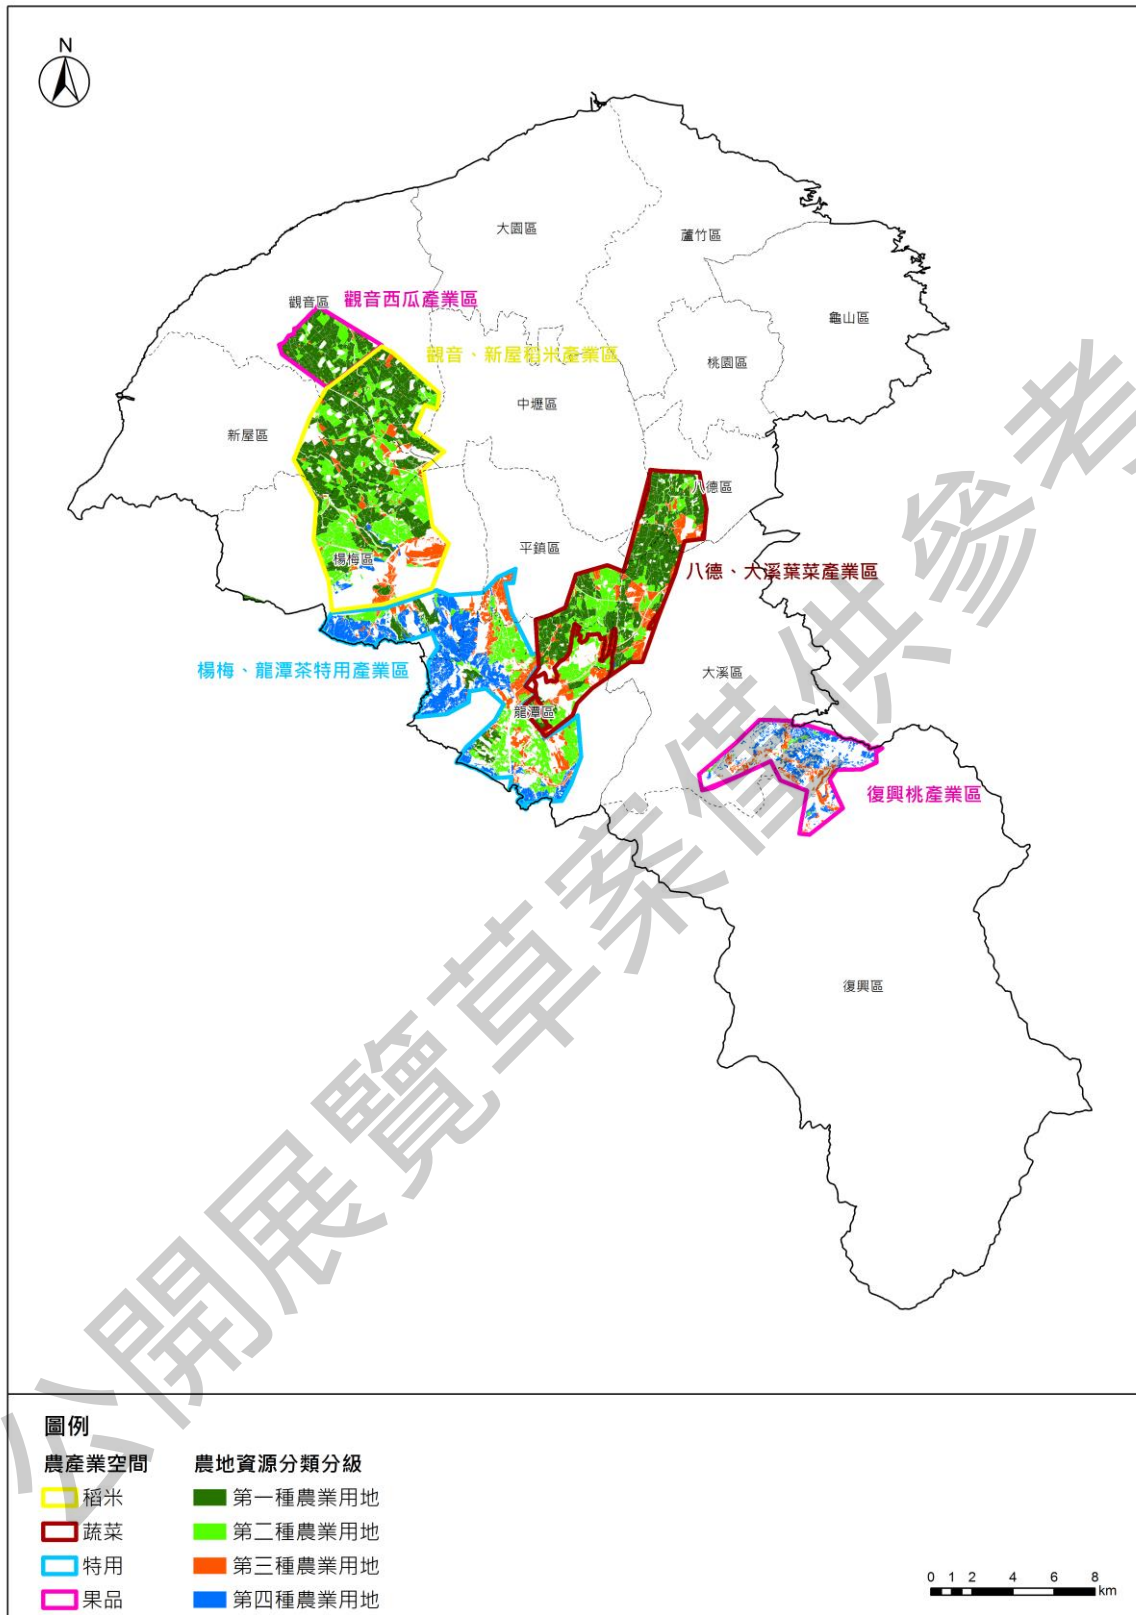 N
大園區
蘆竹區
觀音區
觀音西瓜產業區
龜山區
觀音、新屋稻米產業區
桃園區
中壢區
新屋區
八德區
平鎮區
楊梅區
八德、大溪葉菜產業區
楊梅、龍潭茶特用產業區
大溪區
龍潭區
復興桃產業區
復興區
公開展覽草案僅供參考
圖例
農產業空間
稻米
蔬菜
特用
果品
農地資源分類分級
第一種農業用地
第二種農業用地
第三種農業用地
第四種農業用地
0 1 2 4 6 8
km